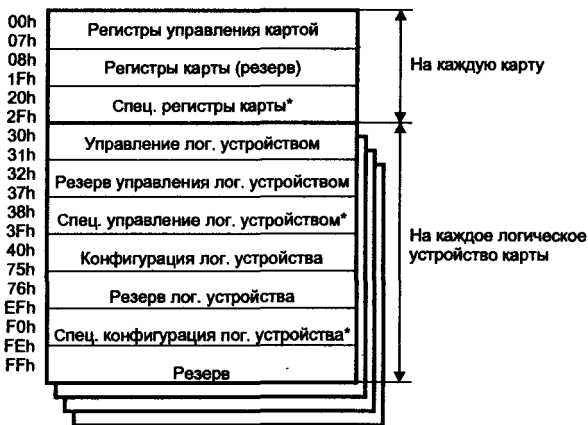 00h
07h
Регистры управления картой
08h
1Fh
Регистры карты (резерв)
20h
2Fh
Спец. регистры карты*
На каждую карту
30h
31h
Управление лог. устройством
32h
37h
Резерв управления лог. устройством
38h
3Fh
Спец. управление лог. устройством*
40h
75h
Конфигурация лог. устройства
76h
EFh
Резерв лог. устройства
F0h
FEh
Спец. конфигурация лог. устройства*
FFh
Резерв
На каждое логическое
устройство карты